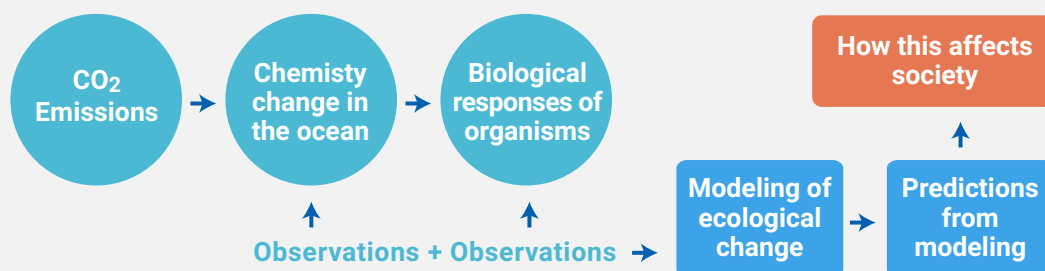 CO2
Emissions
Chemisty
change in
the ocean
Biological
responses of
organisms
How this affects
society
Observations + Observations
Modeling of
ecological
change
Predictions
from
modeling